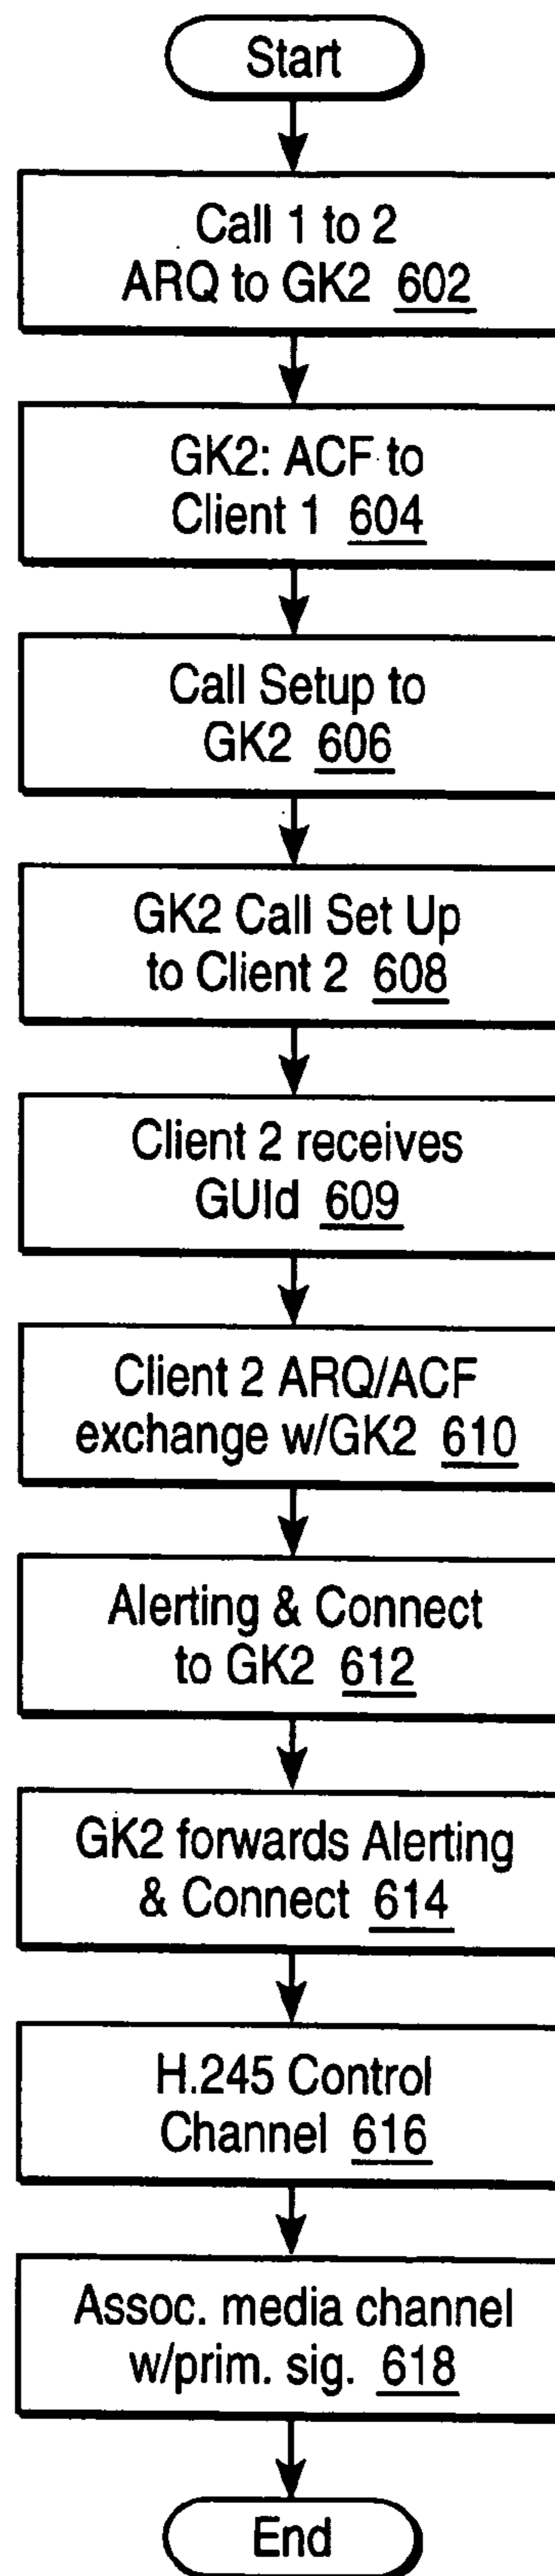 Start
Call 1 to 2
ARQ to GK2 602
GK2: ACF to
Client 1 604
Call Setup to
GK2 606
GK2 Call Set Up
to Client 2 608
Client 2 receives
GUId 609
Client 2 ARQ/ACF
exchange w/GK2 610
Alerting & Connect
to GK2 612
GK2 forwards Alerting
& Connect 614
H.245 Control
Channel 616
Assoc. media channel
w/prim. sig. 618
End